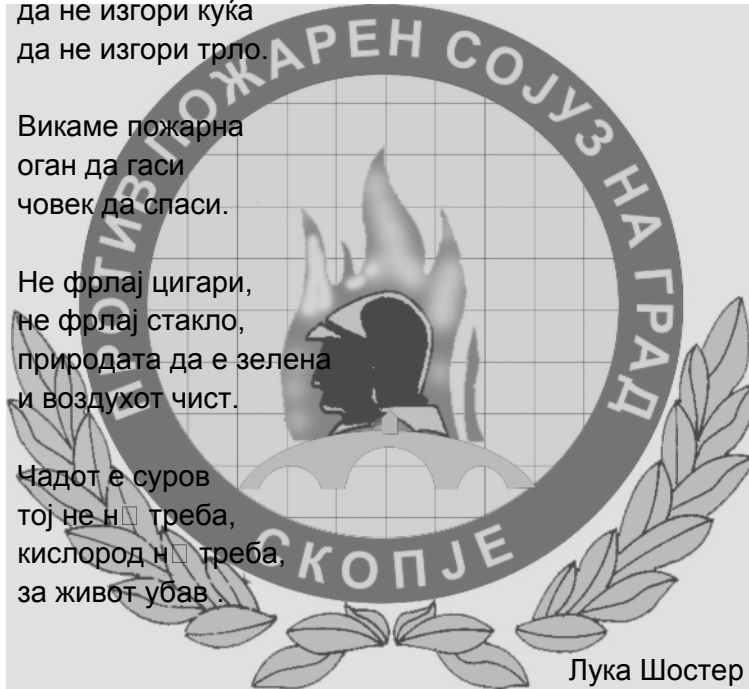 да не изгори куќа
да не изгори трло.
Викаме пожарна
оган да гаси
човек да спаси.
Не фрлај цигари,
не фрлај стакло,
природата да е зелена
и воздухот чист.
Чадот е суров
тој не н□ треба,
кислород н□ треба,
за живот убав .
Лука Шостер
ПРОТИВ ПОЖАРЕН СОЈУЗ НА ГРАД
СКОПЈЕ